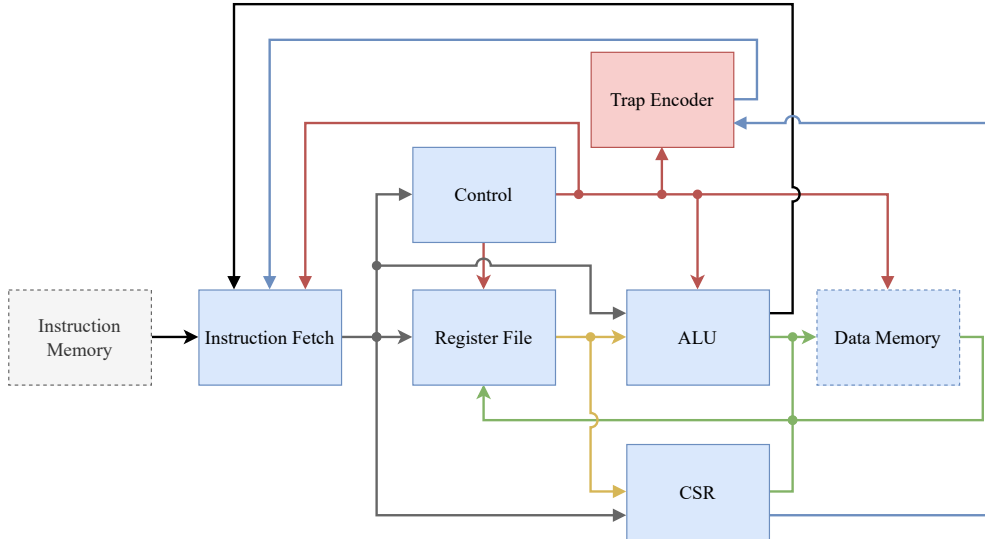 Trap Encoder
Control
Instruction
Memory
Instruction Fetch
Register File
ALU
Data Memory
CSR